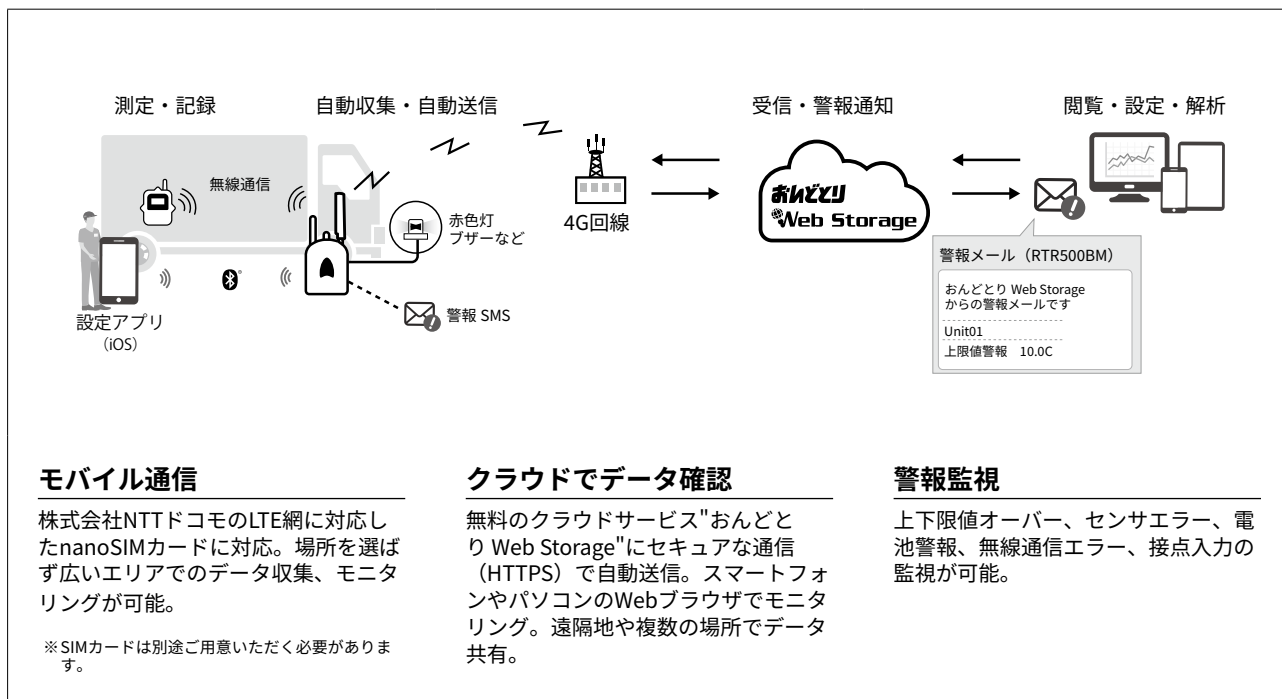 測定・記録
自動収集・自動送信
受信・警報通知
閲覧・設定・解析
無線通信
赤色灯
ブザーなど
4G回線
おんどとり
Web Storage
設定アプリ
（iOS）
警報 SMS
警報メール（RTR500BM）
おんどとり Web Storage
からの警報メールです
Unit01
上限値警報　10.0C
モバイル通信
株式会社NTTドコモのLTE網に対応し
たnanoSIMカードに対応。場所を選ば
ず広いエリアでのデータ収集、モニタ
リングが可能。
※SIMカードは別途ご用意いただく必要がありま
す。
クラウドでデータ確認
無料のクラウドサービス"おんどと
り Web Storage"にセキュアな通信
（HTTPS）で自動送信。スマートフォ
ンやパソコンのWebブラウザでモニタ
リング。遠隔地や複数の場所でデータ
共有。
警報監視
上下限値オーバー、センサエラー、電
池警報、無線通信エラー、接点入力の
監視が可能。